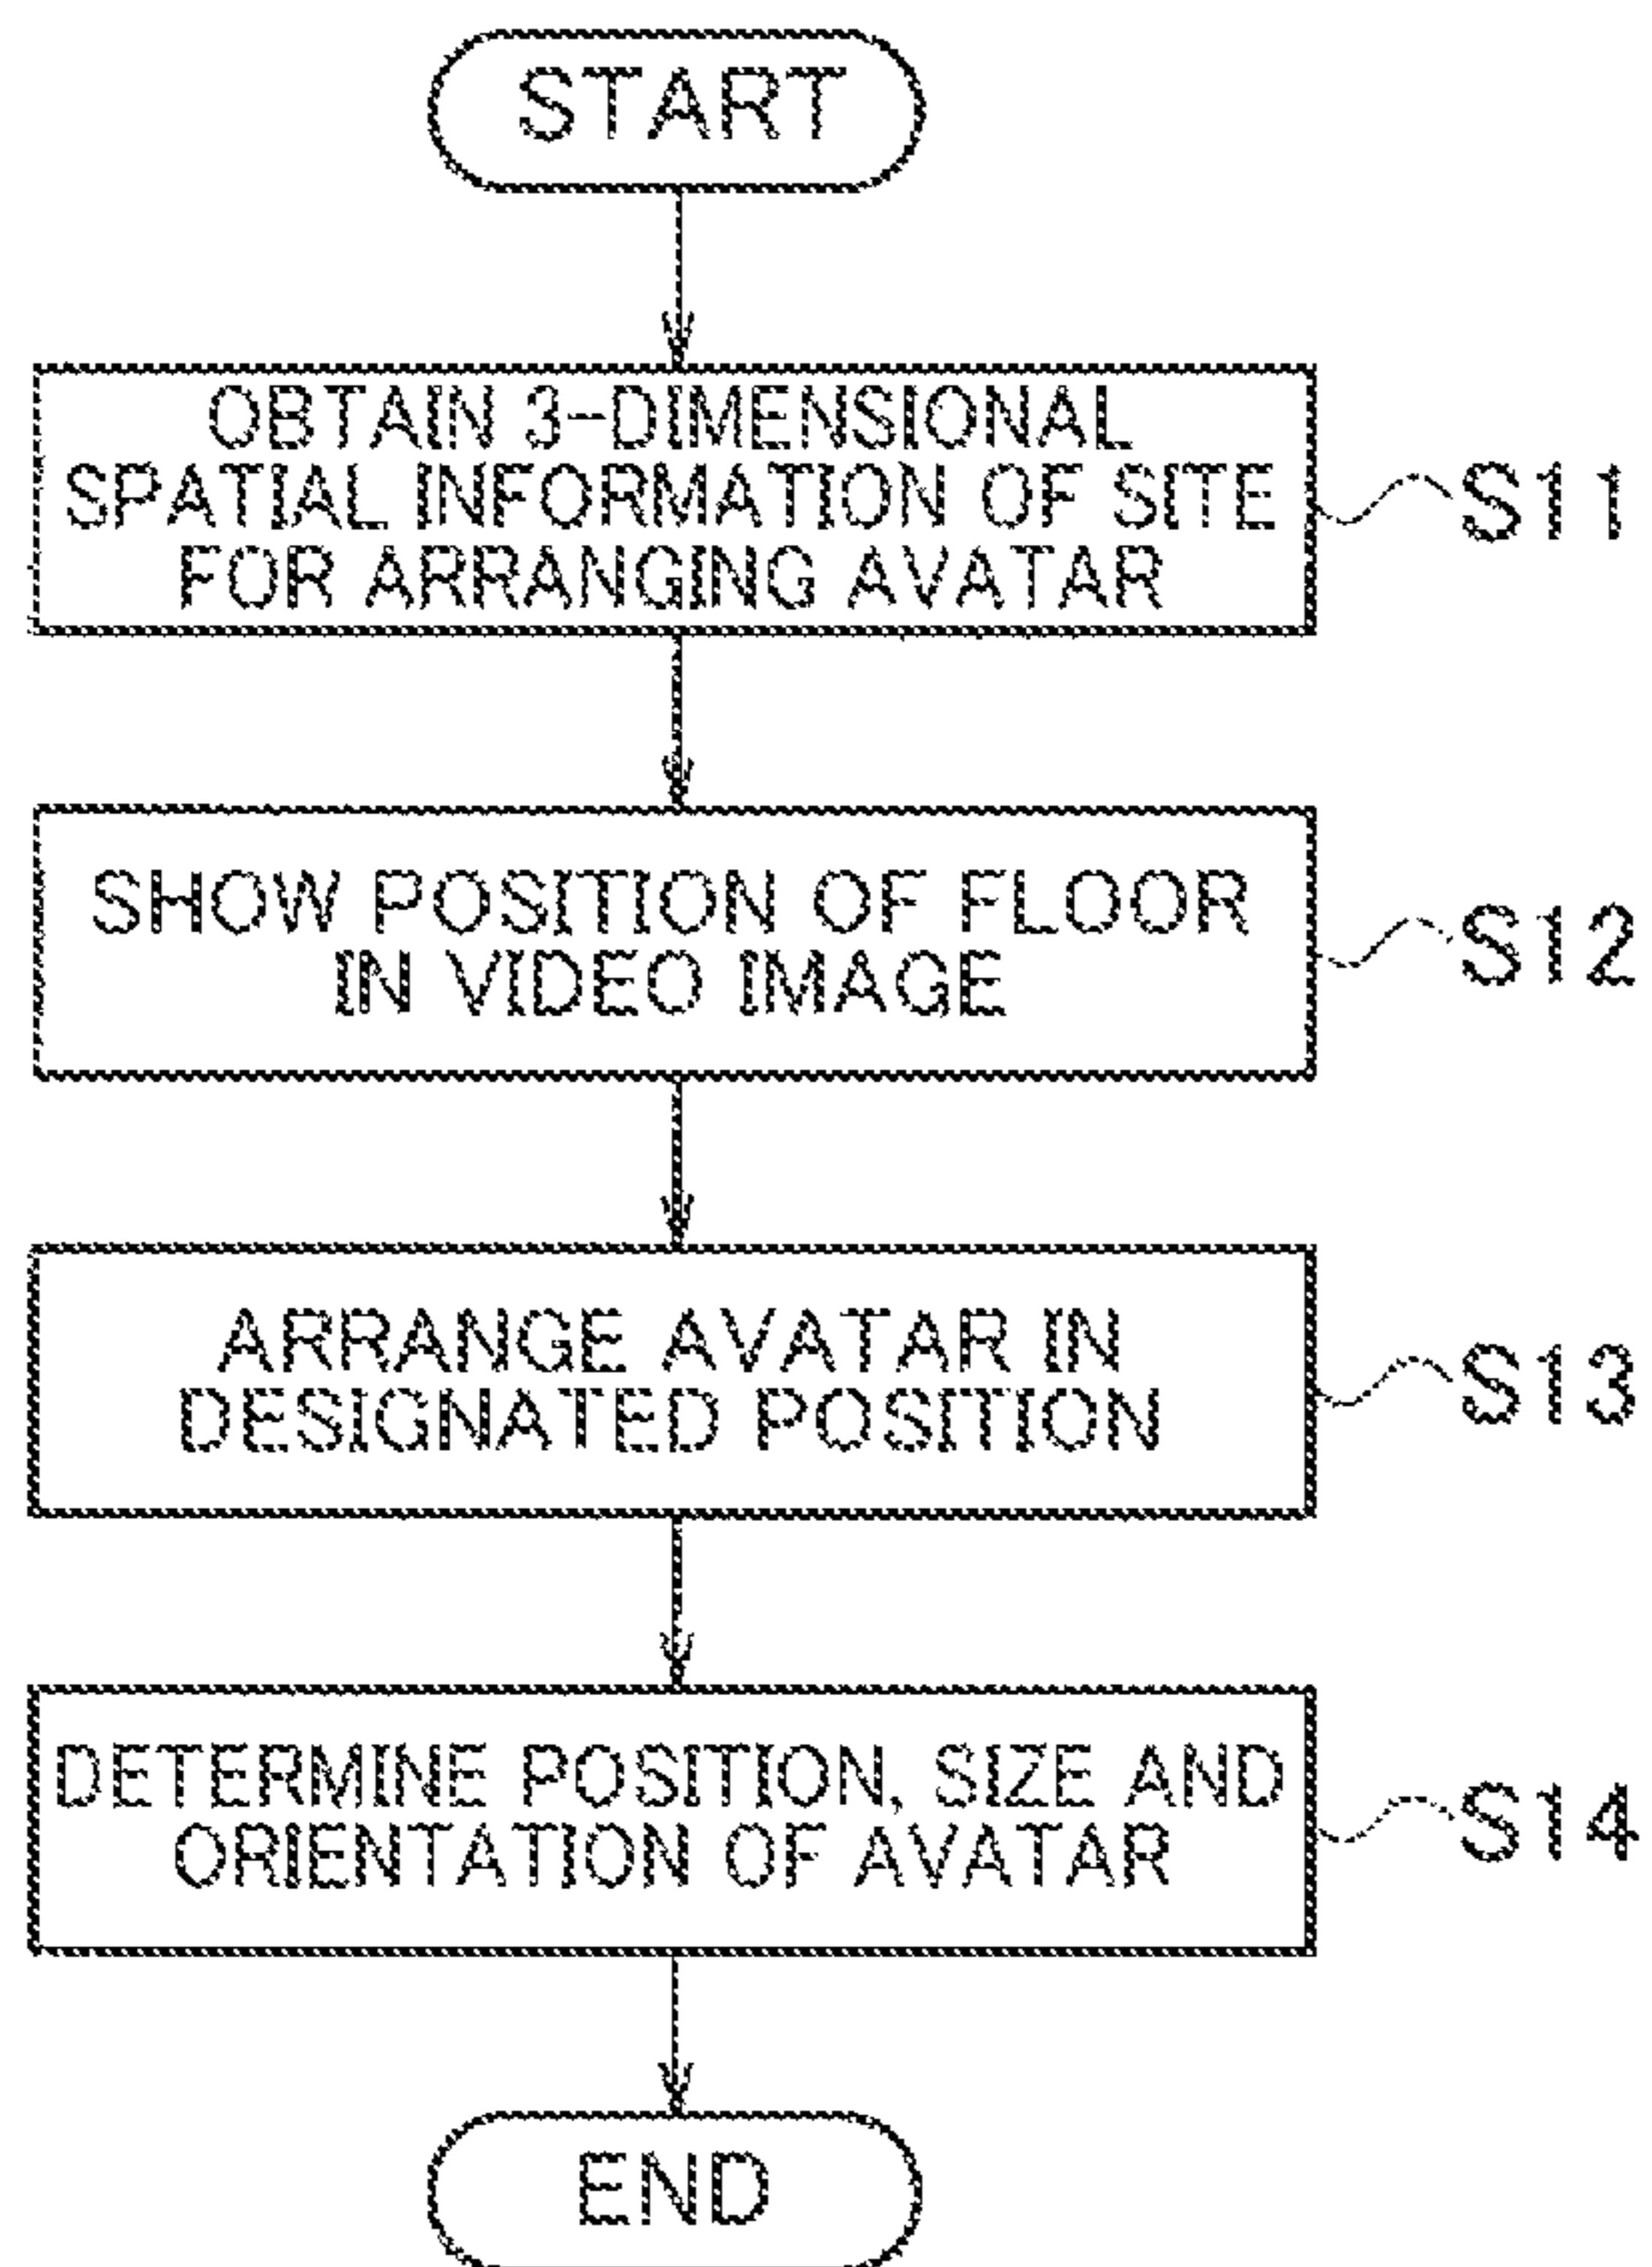 START
OBTAIN 3-DIMENSIONAL
SPATIAL INFORMATION OF SITE
FOR ARRANGING AVATAR
S11
SHOW POSITION OF FLOOR
IN VIDEO IMAGE
S12
ARRANGE AVATAR IN
DESIGNATED POSITION
S13
DETERMINE POSITION, SIZE AND
ORIENTATION OF AVATAR
S14
END